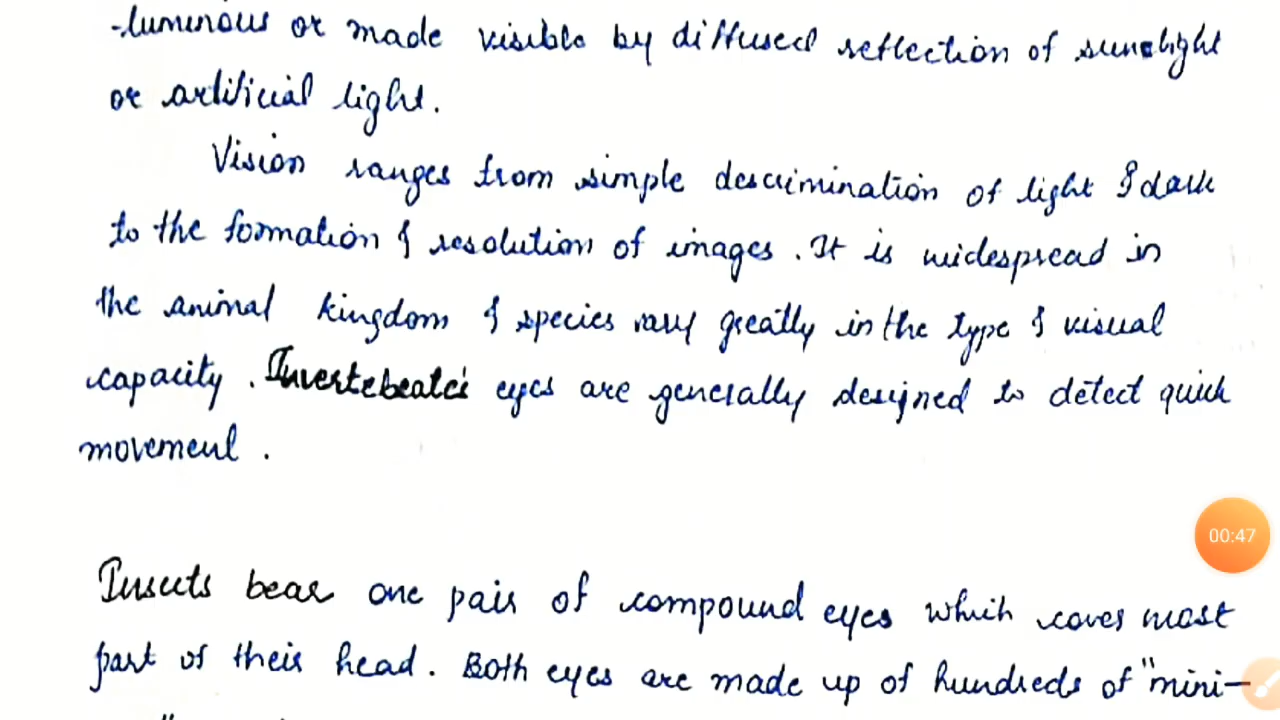 -luminous or made visible by diffused reflection of sunlight
or artificial light.
Vision ranges from simple descrimination of light & dark
to the formation & resolution of images. It is widespread in
the animal kingdom & species vary greatly in the type & visual
capacity. Invertebrate's eyes are generally designed to detect quick
movement.
00:47
Insects bear one pair of compound eyes which cover most
part of their head. Both eyes are made up of hundreds of "mini-